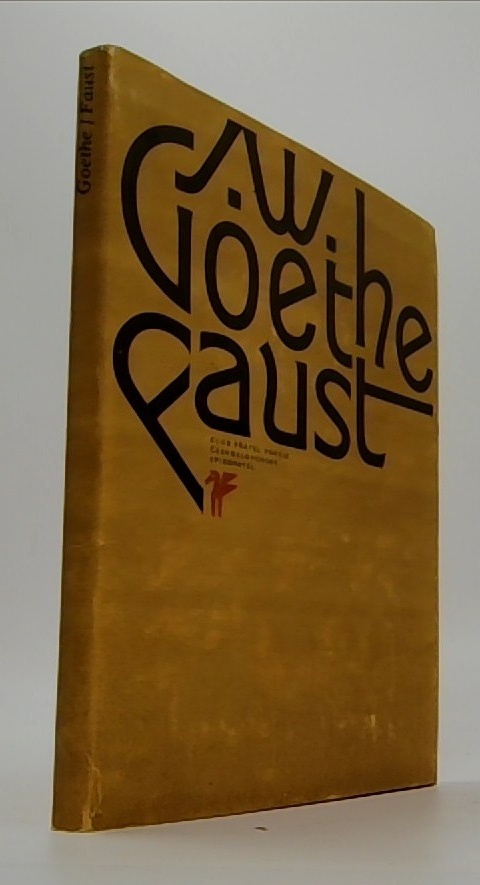 Goethe / Faust
J. W.
Goethe
Faust
KLUB PŘÁTEL POEZIE
ČESKOSLOVENSKÝ
SPISOVATEL